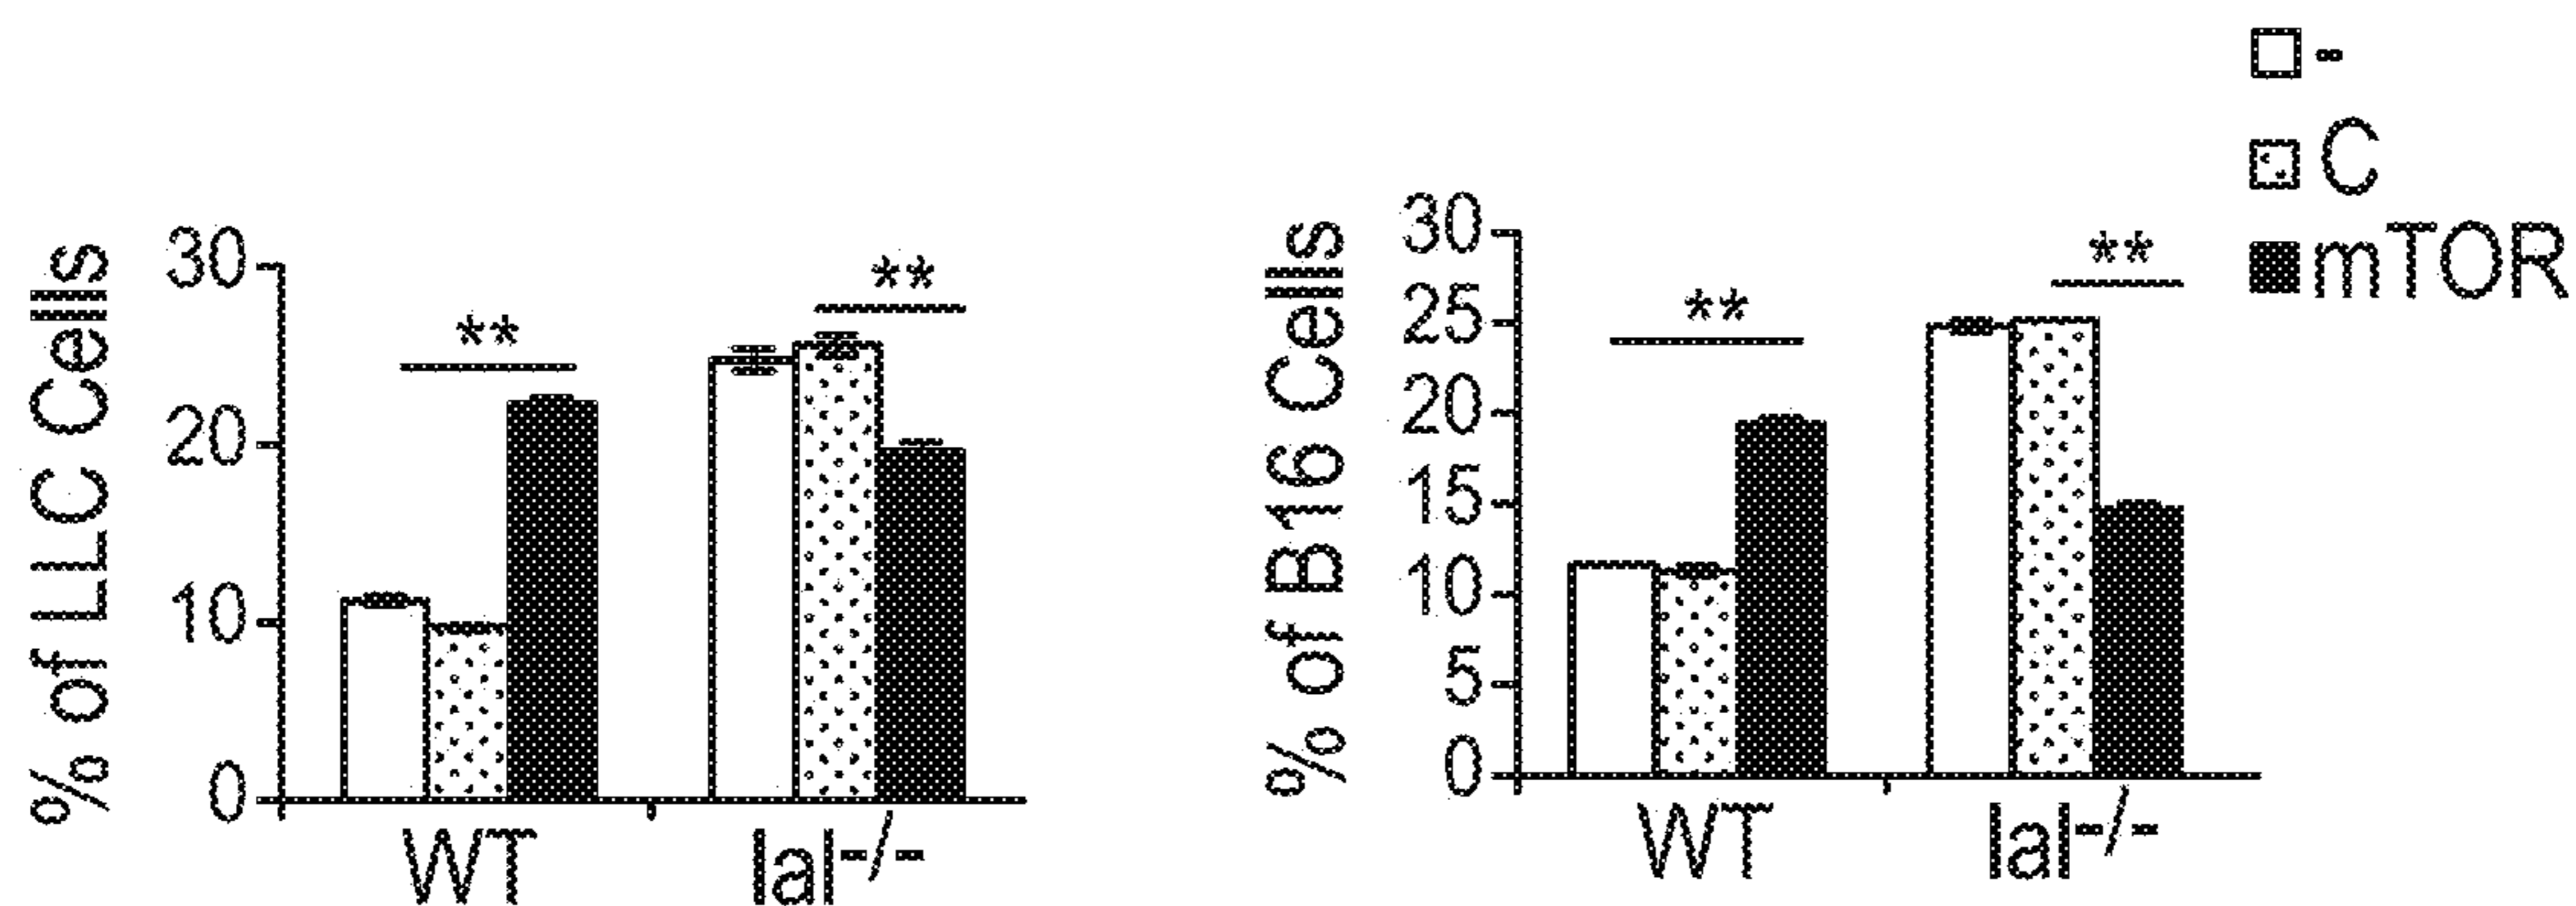 % of LLC Cells
30
20
10
0
**
**
WT
lal-/-
% of B16 Cells
30
25
20
15
10
5
0
**
**
WT
lal-/-
-
C
mTOR